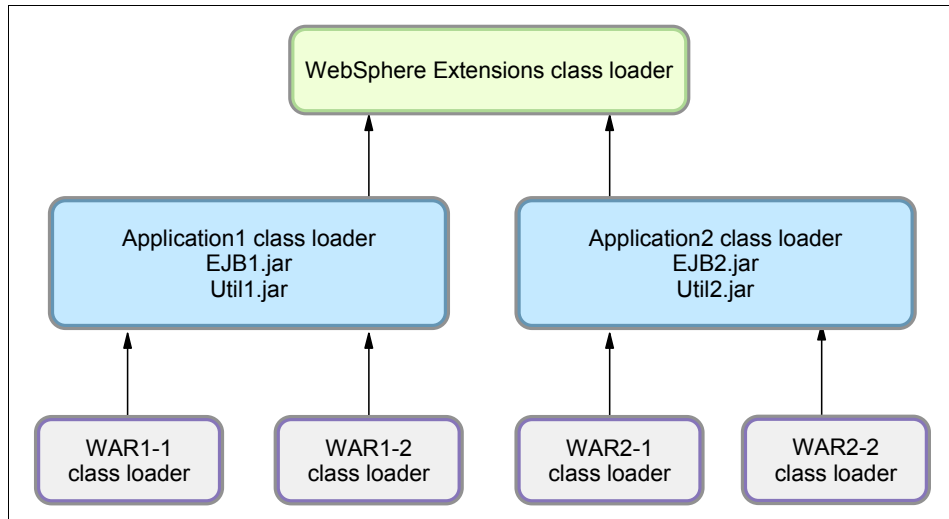 WebSphere Extensions class loader
Application1 class loader
EJB1.jar
Util1.jar
Application2 class loader
EJB2.jar
Util2.jar
WAR1-1
class loader
WAR1-2
class loader
WAR2-1
class loader
WAR2-2
class loader